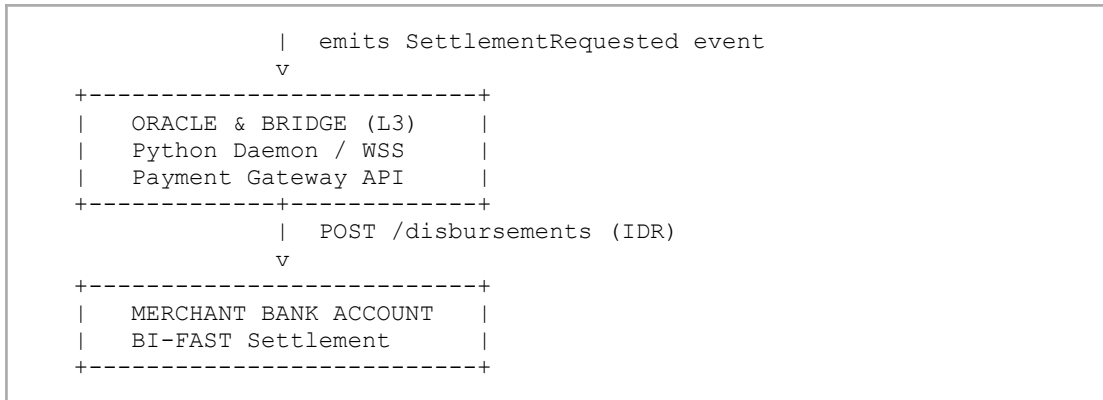 |   emits SettlementRequested event
v
+---------------------------+
|   ORACLE & BRIDGE (L3)    |
|   Python Daemon / WSS     |
|   Payment Gateway API     |
+-------------+-------------+
|   POST /disbursements (IDR)
v
+---------------------------+
|   MERCHANT BANK ACCOUNT   |
|   BI-FAST Settlement      |
+---------------------------+